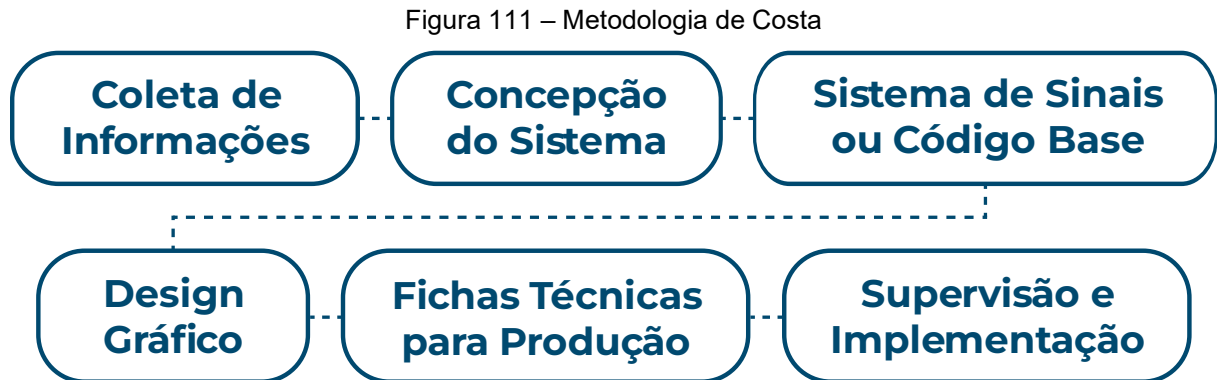 Figura 111 – Metodologia de Costa
Coleta de
Informações
Concepção
do Sistema
Sistema de Sinais
ou Código Base
Design
Gráfico
Fichas Técnicas
para Produção
Supervisão e
Implementação